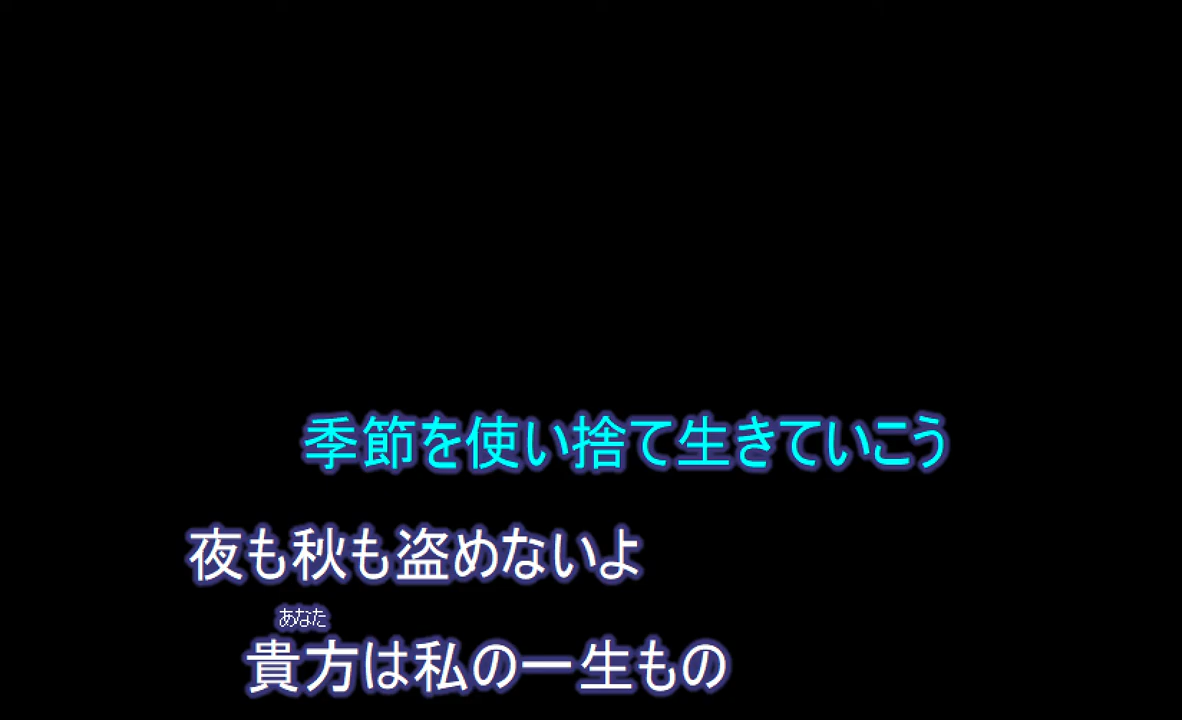 季節を使い捨て生きていこう
夜も秋も盗めないよ
あなた
貴方は私の一生もの